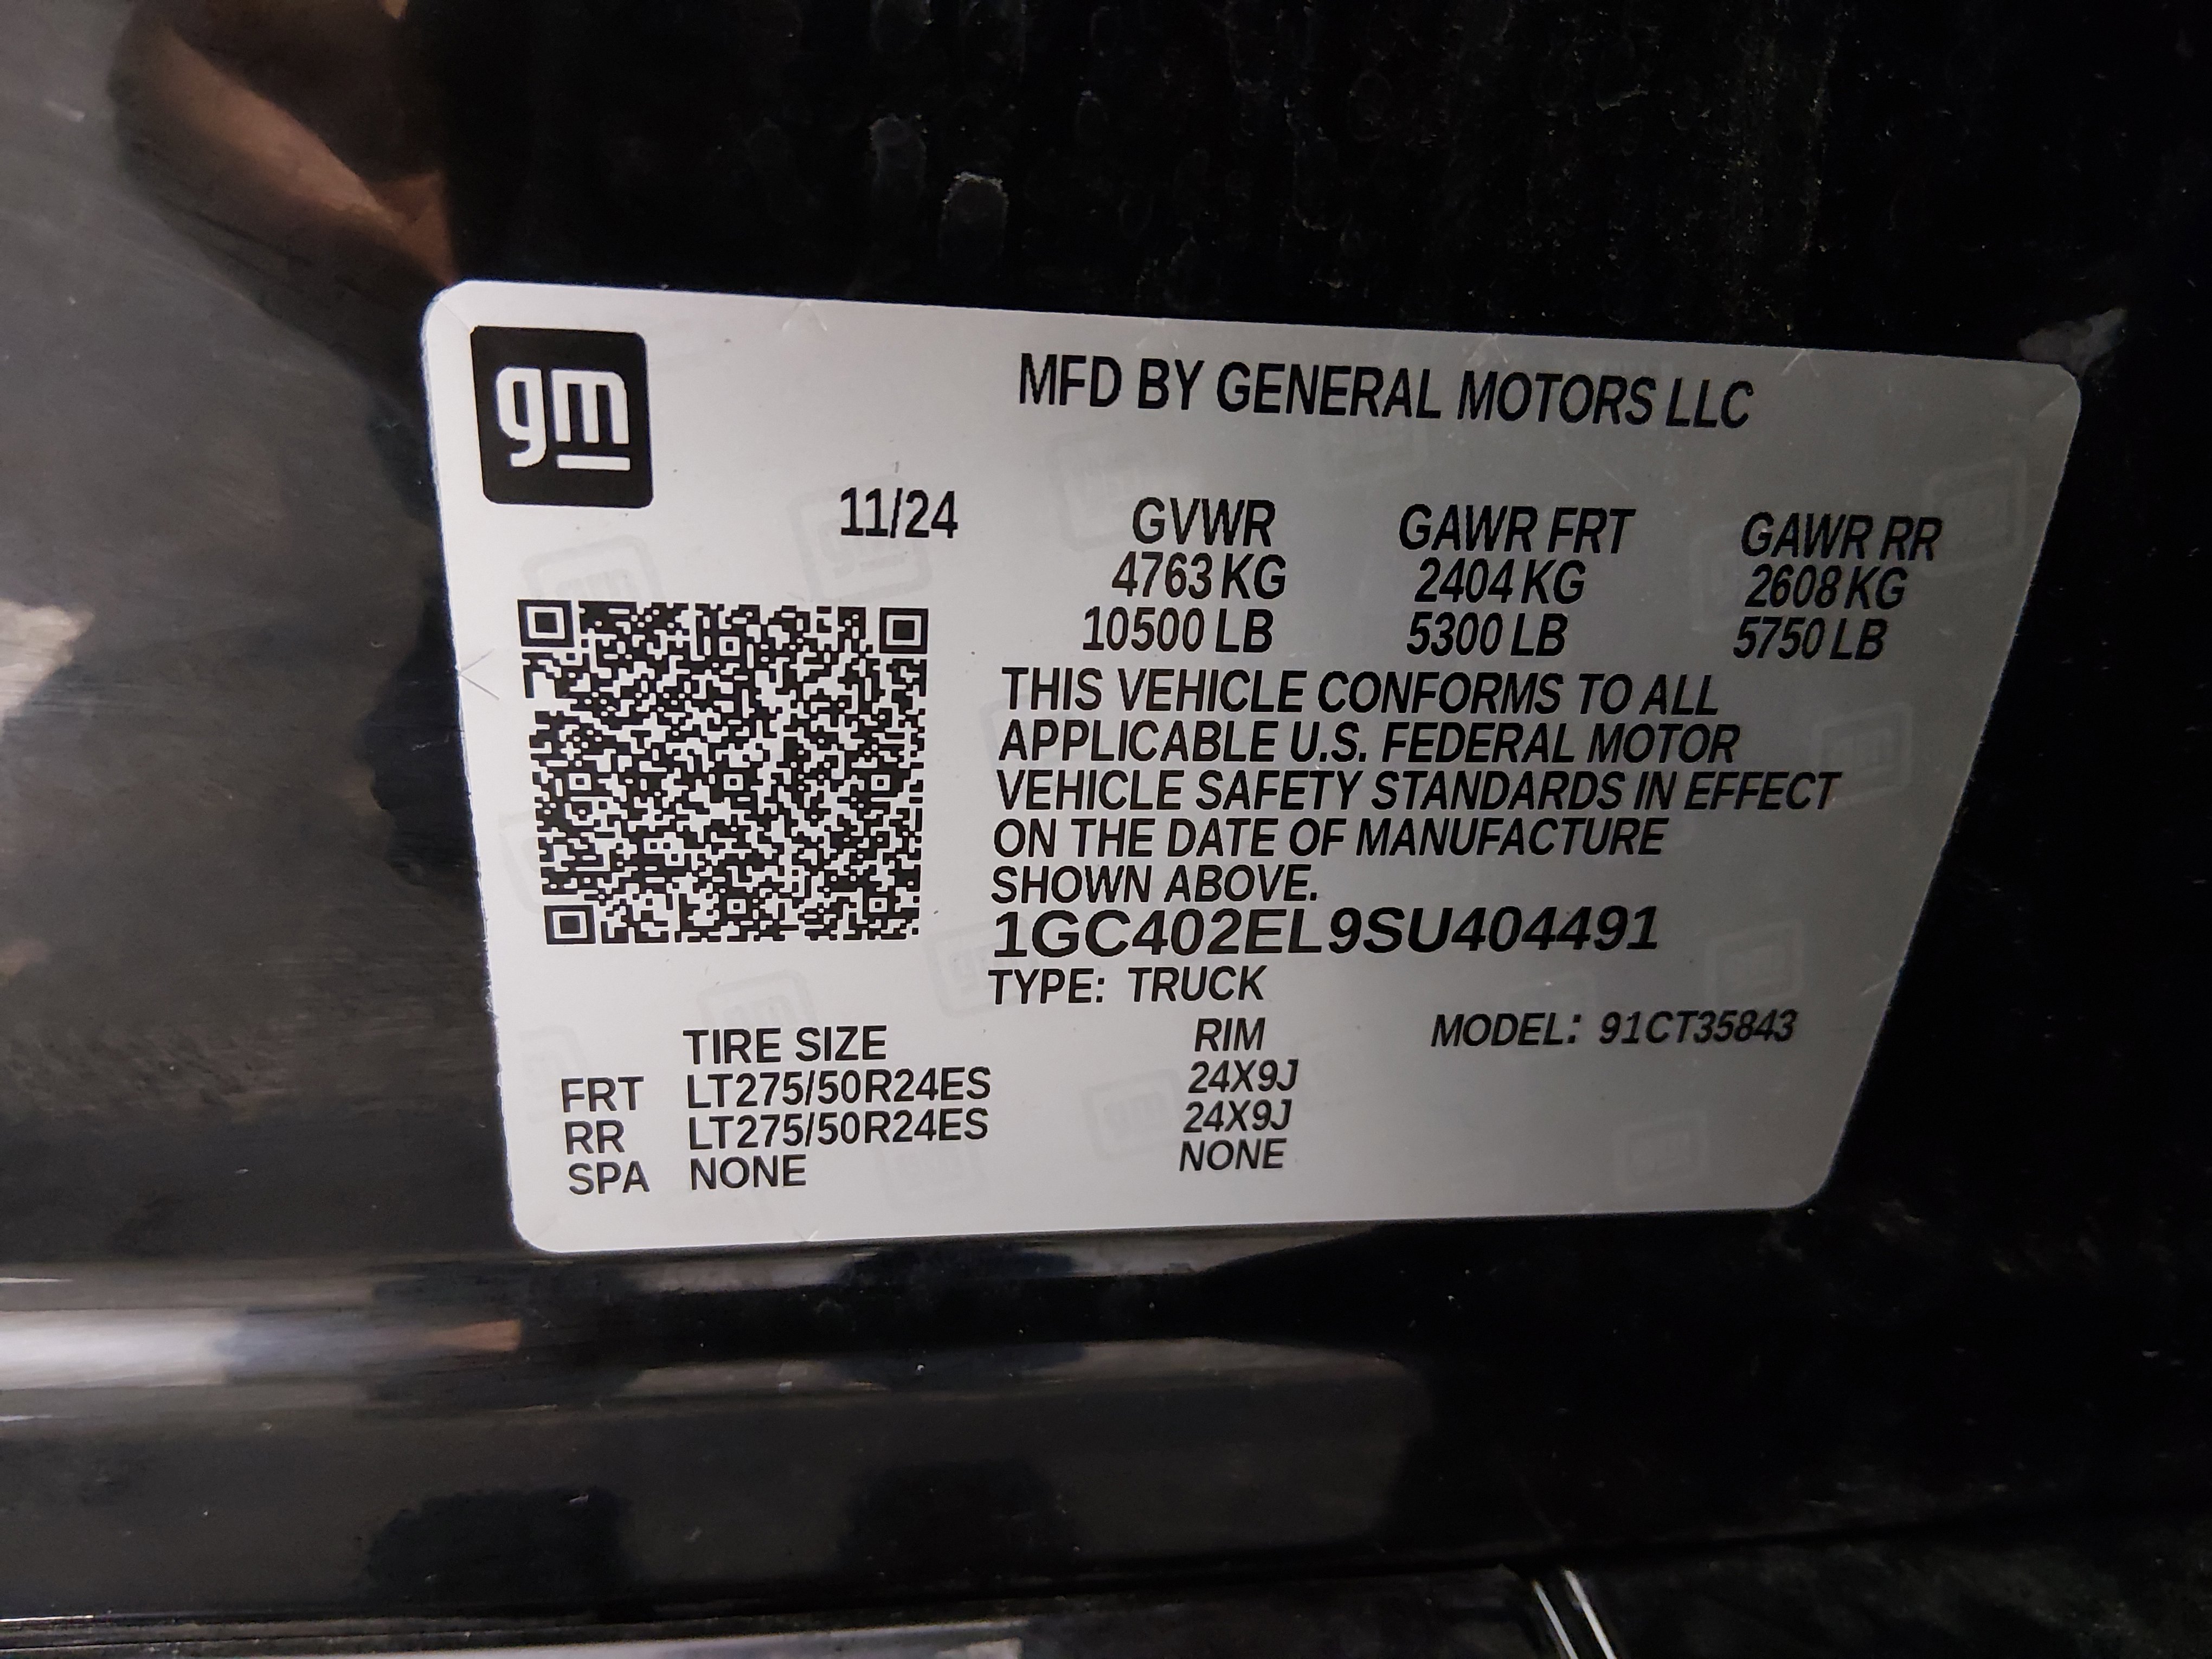 gm
MFD BY GENERAL MOTORS LLC
11/24 GVWR GAWR FRT GAWR RR
4763 KG 2404 KG 2608 KG
10500 LB 5300 LB 5750 LB
THIS VEHICLE CONFORMS TO ALL
APPLICABLE U.S. FEDERAL MOTOR
VEHICLE SAFETY STANDARDS IN EFFECT
ON THE DATE OF MANUFACTURE
SHOWN ABOVE.
1GC402EL9SU404491
TYPE: TRUCK
TIRE SIZE RIM MODEL: 91CT35843
FRT LT275/50R24ES 24X9J
RR LT275/50R24ES 24X9J
SPA NONE NONE